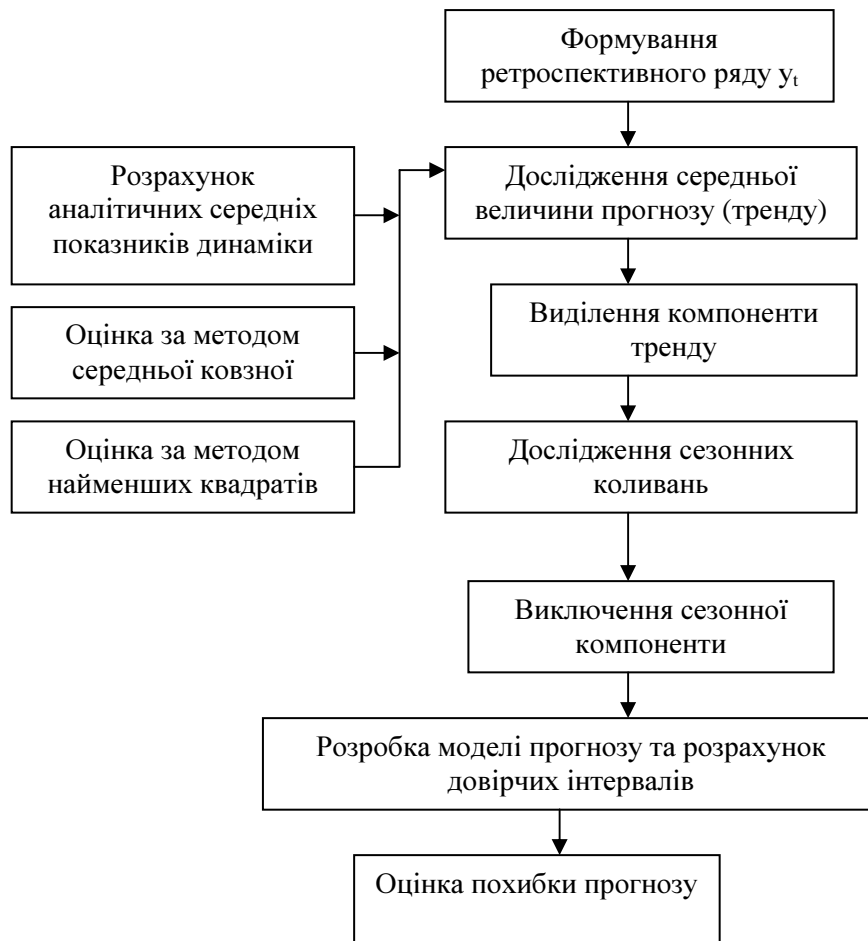 Формування
ретроспективного ряду yₜ
Розрахунок
аналітичних середніх
показників динаміки
Дослідження середньої
величини прогнозу (тренду)
Виділення компоненти
тренду
Оцінка за методом
середньої ковзної
Оцінка за методом
найменших квадратів
Дослідження сезонних
коливань
Виключення сезонної
компоненти
Розробка моделі прогнозу та розрахунок
довірчих інтервалів
Оцінка похибки прогнозу